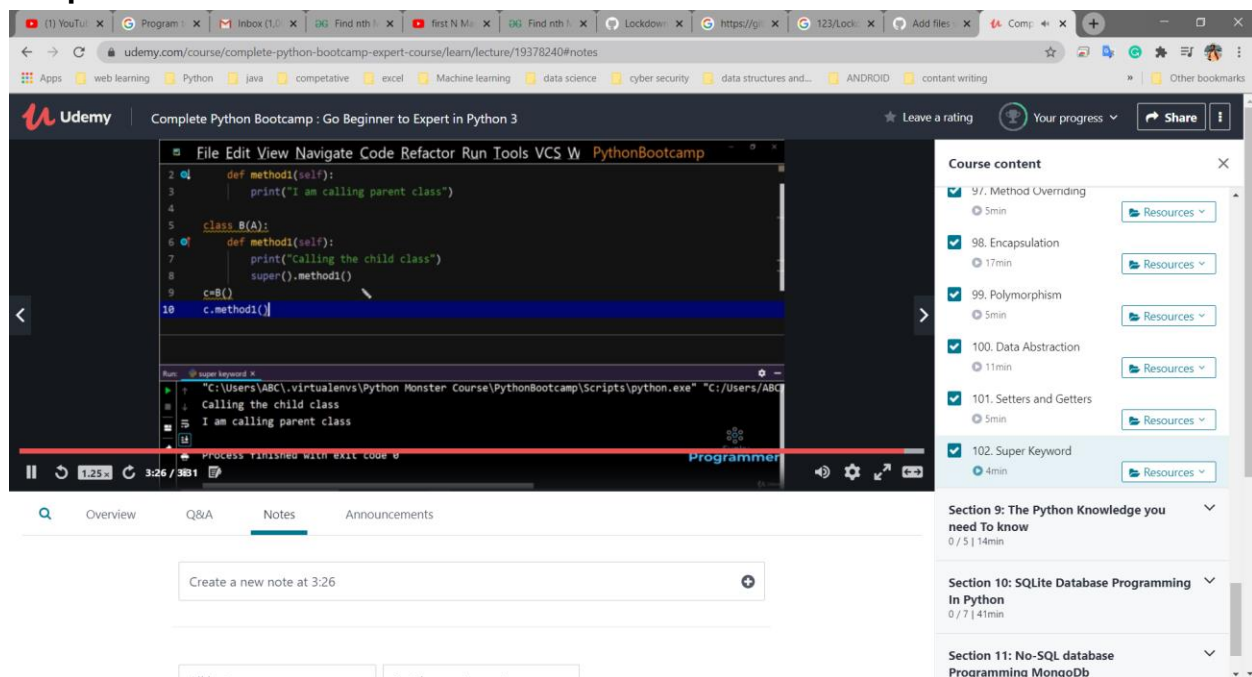 (1) YouTub
Program t
Inbox (1,0
Find nth N
first N Ma
Find nth N
Lockdown
https://gi
123/Lock
Add files
Comp
udemy.com/course/complete-python-bootcamp-expert-course/learn/lecture/19378240#notes
Apps web learning Python java competative excel Machine learning data science cyber security data structures and... ANDROID contant writing » Other bookmarks
Udemy Complete Python Bootcamp : Go Beginner to Expert in Python 3 Leave a rating Your progress Share
File Edit View Navigate Code Refactor Run Tools VCS W PythonBootcamp
2 def method1(self):
3 print("I am calling parent class")
4
5 class B(A):
6 def method1(self):
7 print("Calling the child class")
8 super().method1()
9 c=B()
10 c.method1()
Run: super keyword ×
"C:\Users\ABC\.virtualenvs\Python Monster Course\PythonBootcamp\Scripts\python.exe" "C:/Users/ABC
Calling the child class
I am calling parent class
Process finished with exit code 0
Programmer
1.25x 3:26 / 3:31
Overview Q&A Notes Announcements
Create a new note at 3:26
Course content
97. Method Overriding
5min Resources
98. Encapsulation
17min Resources
99. Polymorphism
5min Resources
100. Data Abstraction
11min Resources
101. Setters and Getters
5min Resources
102. Super Keyword
4min Resources
Section 9: The Python Knowledge you
need To know
0 / 5 | 14min
Section 10: SQLite Database Programming
In Python
0 / 7 | 41min
Section 11: No-SQL database
Programming MongoDb